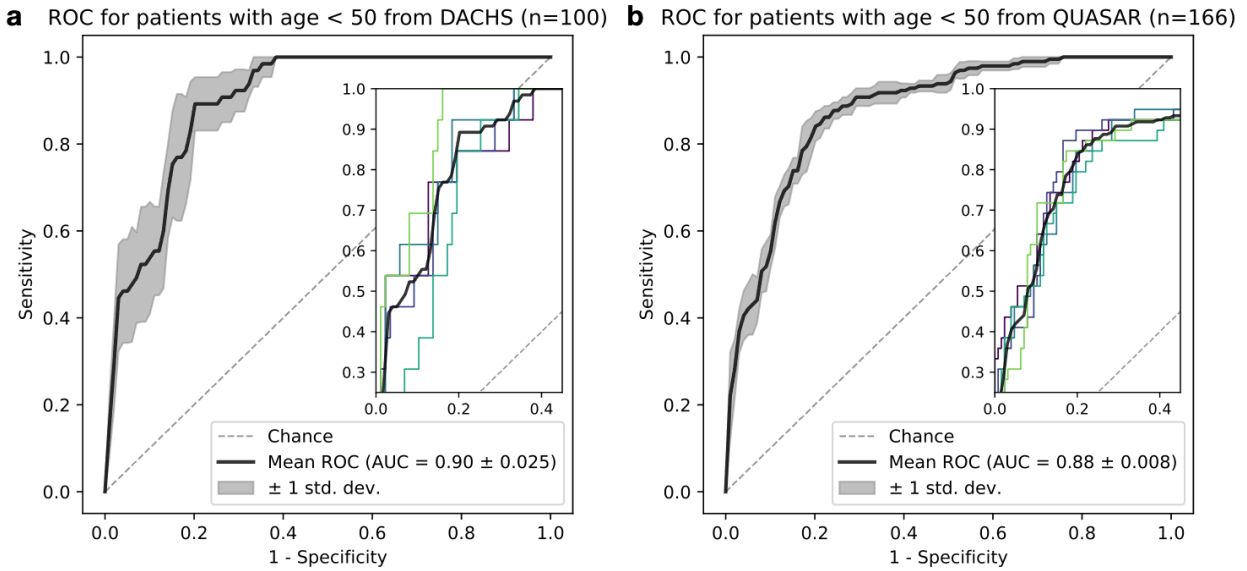 a ROC for patients with age < 50 from DACHS (n=100)
1.0
0.8
0.6
0.4
0.2
0.0
Sensitivity
1.0
0.9
0.8
0.7
0.6
0.5
0.4
0.3
0.0 0.2 0.4
Chance
Mean ROC (AUC = 0.90 ± 0.025)
± 1 std. dev.
0.0 0.2 0.4 0.6 0.8 1.0
1 - Specificity
b ROC for patients with age < 50 from QUASAR (n=166)
1.0
0.8
0.6
0.4
0.2
0.0
Sensitivity
1.0
0.9
0.8
0.7
0.6
0.5
0.4
0.3
0.0 0.2 0.4
Chance
Mean ROC (AUC = 0.88 ± 0.008)
± 1 std. dev.
0.0 0.2 0.4 0.6 0.8 1.0
1 - Specificity